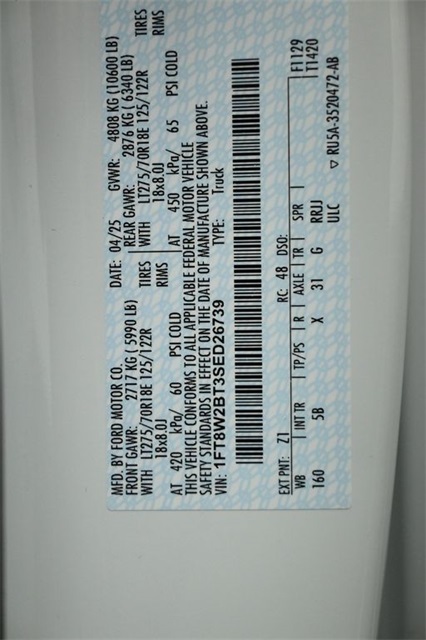 MFD. BY FORD MOTOR CO. DATE: 04/25 GVWR: 4808 KG (10600 LB)
FRONT GAWR: 2717 KG (5990 LB) REAR GAWR: 2876 KG (6340 LB)
WITH LT275/70R18E 125/122R TIRES WITH LT275/70R18E 125/122R TIRES
18x8.0J RIMS 18x8.0J RIMS
AT 420 kPa/ 60 PSI COLD AT 450 kPa/ 65 PSI COLD
THIS VEHICLE CONFORMS TO ALL APPLICABLE FEDERAL MOTOR VEHICLE
SAFETY STANDARDS IN EFFECT ON THE DATE OF MANUFACTURE SHOWN ABOVE.
VIN: 1FT8W2BT3SED26739 TYPE: Truck
EXT PNT: Z1 RC: 48 DSO: F1129
WB INT TR TP/PS R AXLE TR SPR 11420
160 5B X 31 G RRJJ
ULC ▽ RU5A-3520472-AB